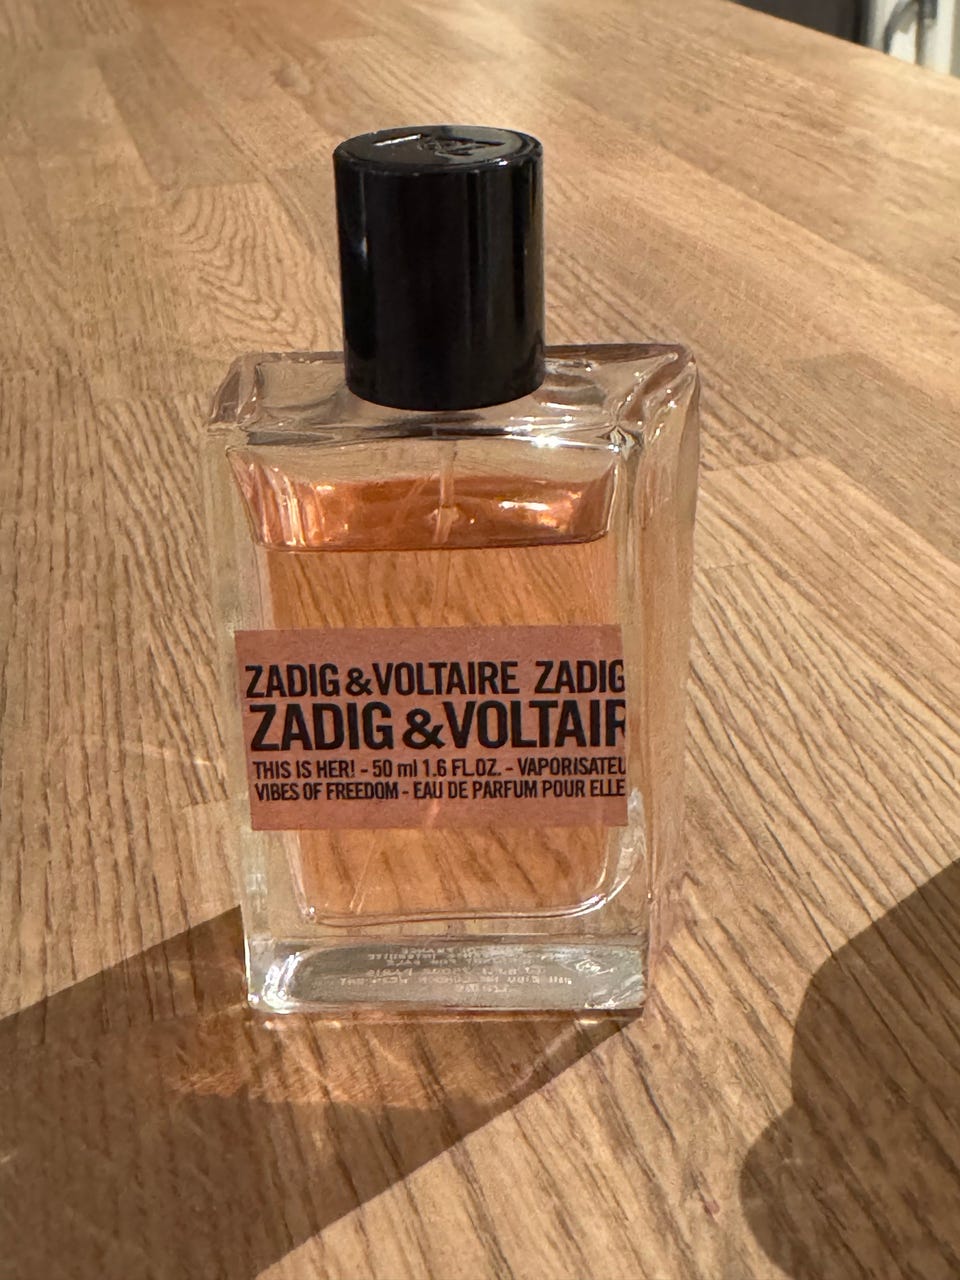 ZADIG&VOLTAIRE ZADIG
ZADIG&VOLTAIR
THIS IS HER! - 50 ml 1.6 FL.OZ. - VAPORISATEU
VIBES OF FREEDOM - EAU DE PARFUM POUR ELLE